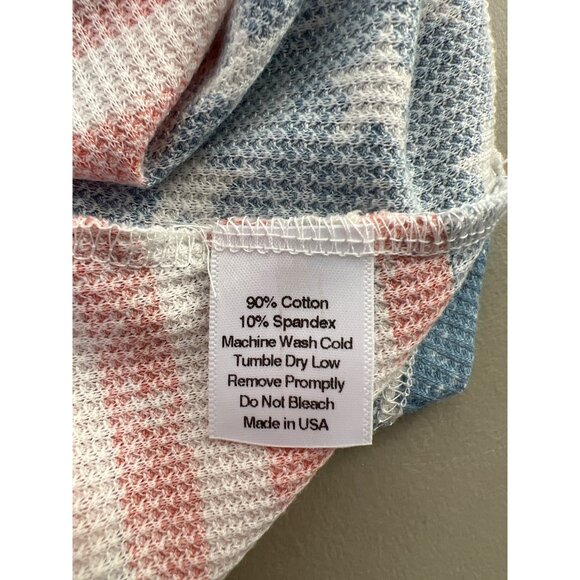 90% Cotton
10% Spandex
Machine Wash Cold
Tumble Dry Low
Remove Promptly
Do Not Bleach
Made in USA